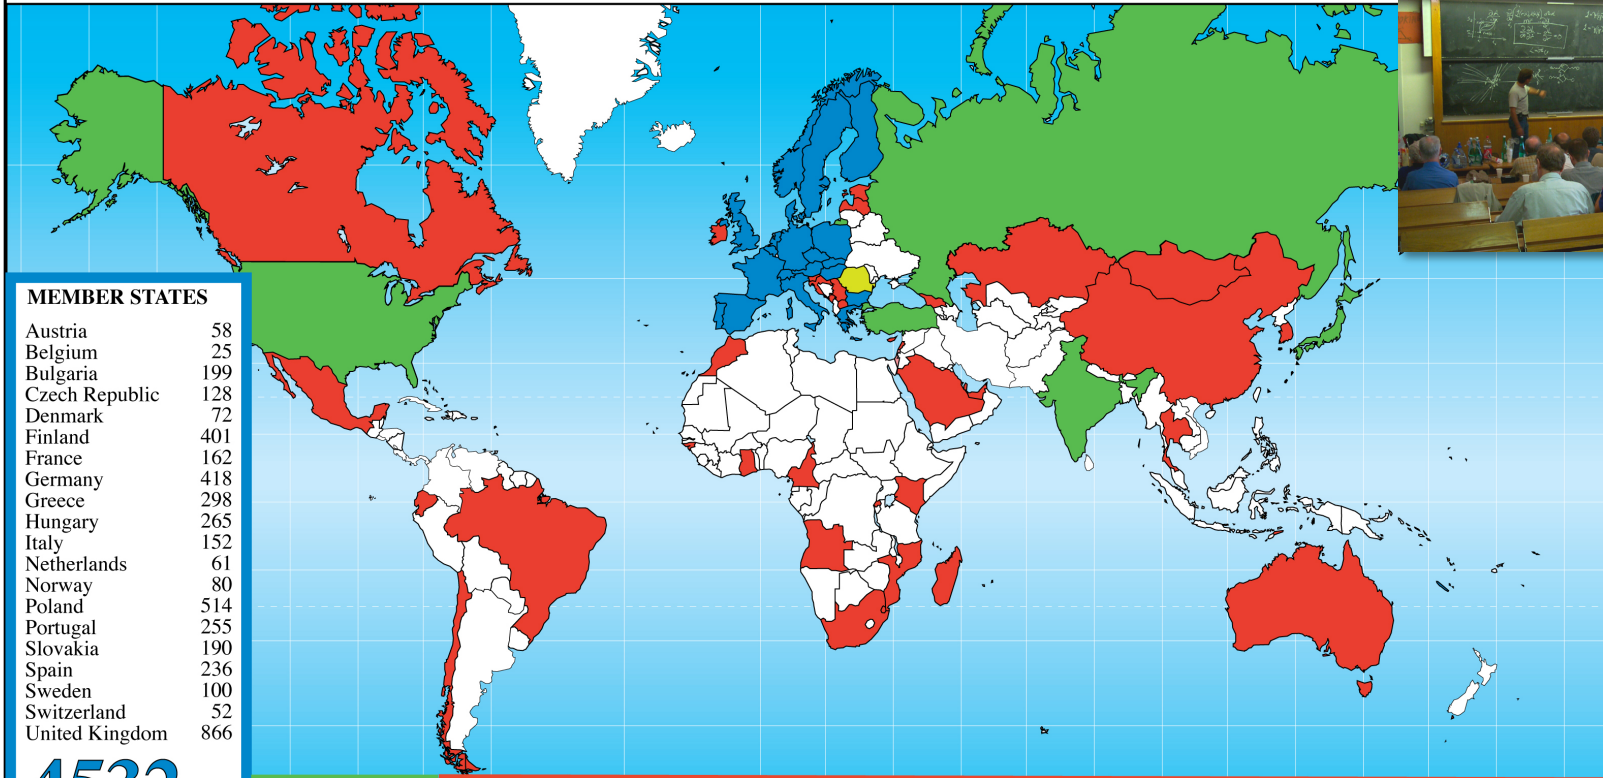 MEMBER STATES
Austria 58
Belgium 25
Bulgaria 199
Czech Republic 128
Denmark 72
Finland 401
France 162
Germany 418
Greece 298
Hungary 265
Italy 152
Netherlands 61
Norway 80
Poland 514
Portugal 255
Slovakia 190
Spain 236
Sweden 100
Switzerland 52
United Kingdom 866
4532